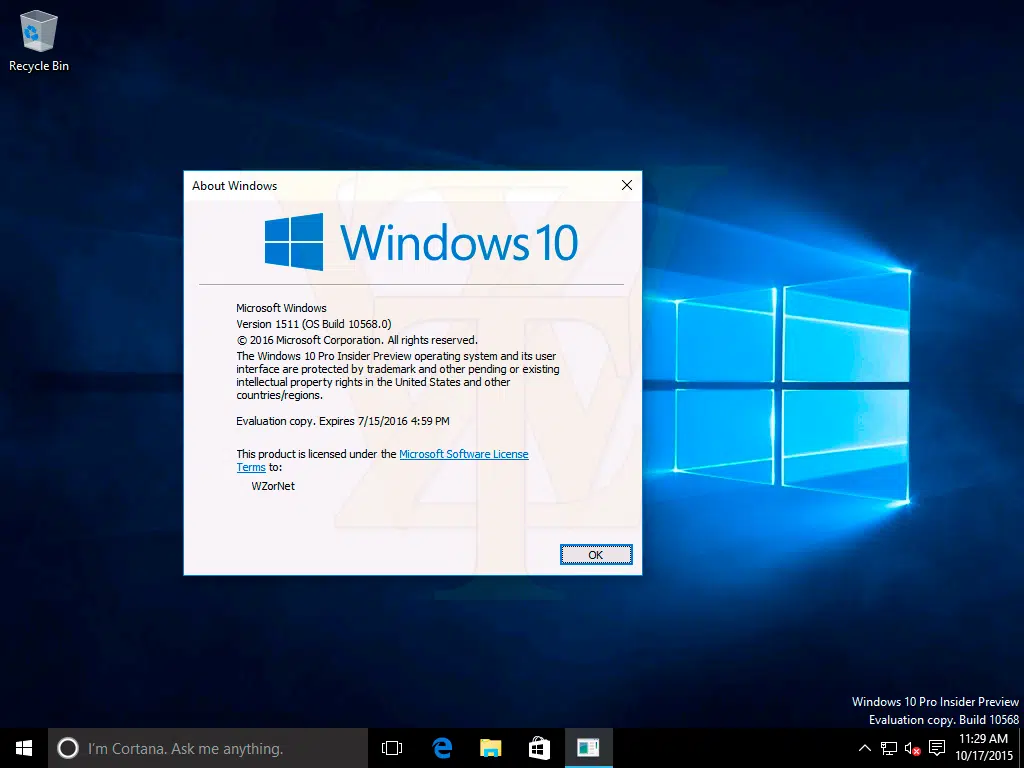 Recycle Bin
About Windows
Windows 10
Microsoft Windows
Version 1511 (OS Build 10568.0)
© 2016 Microsoft Corporation. All rights reserved.
The Windows 10 Pro Insider Preview operating system and its user
interface are protected by trademark and other pending or existing
intellectual property rights in the United States and other
countries/regions.
Evaluation copy. Expires 7/15/2016 4:59 PM
This product is licensed under the Microsoft Software License
Terms to:
WZorNet
OK
Windows 10 Pro Insider Preview
Evaluation copy. Build 10568
I'm Cortana. Ask me anything.
11:29 AM
10/17/2015